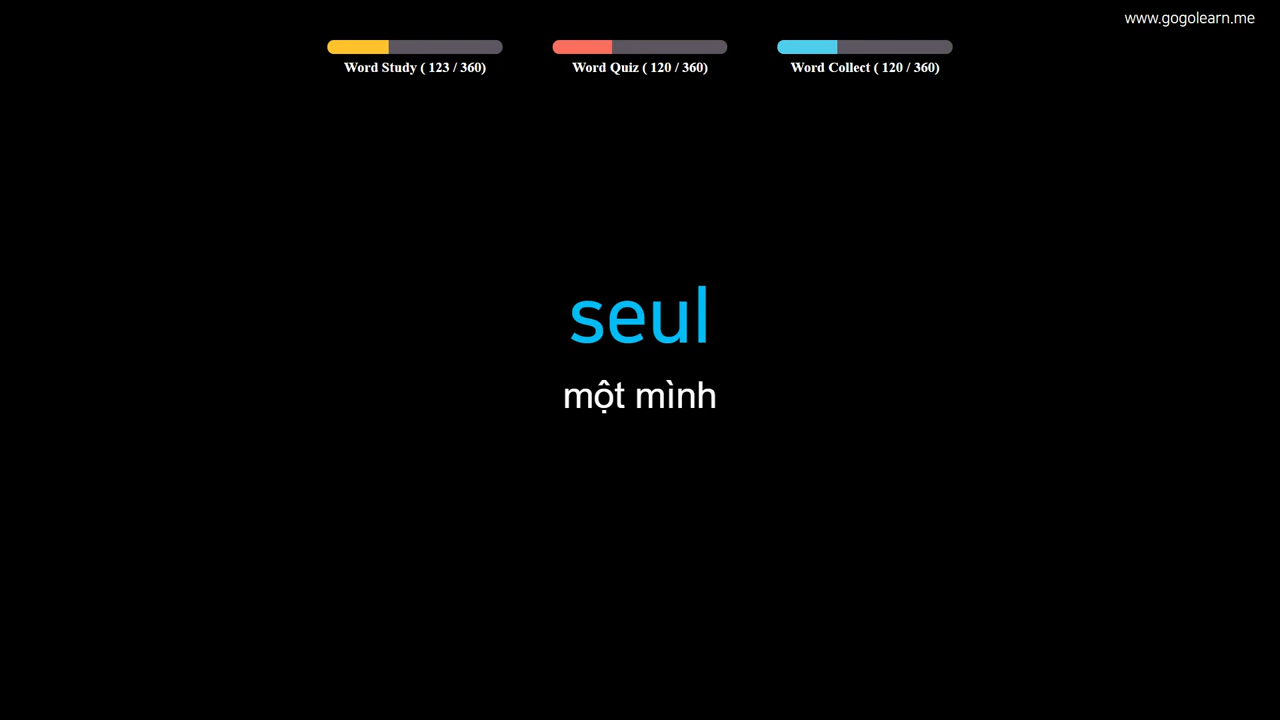 www.gogolearn.me
Word Study ( 123 / 360)
Word Quiz ( 120 / 360)
Word Collect ( 120 / 360)
seul
một mình